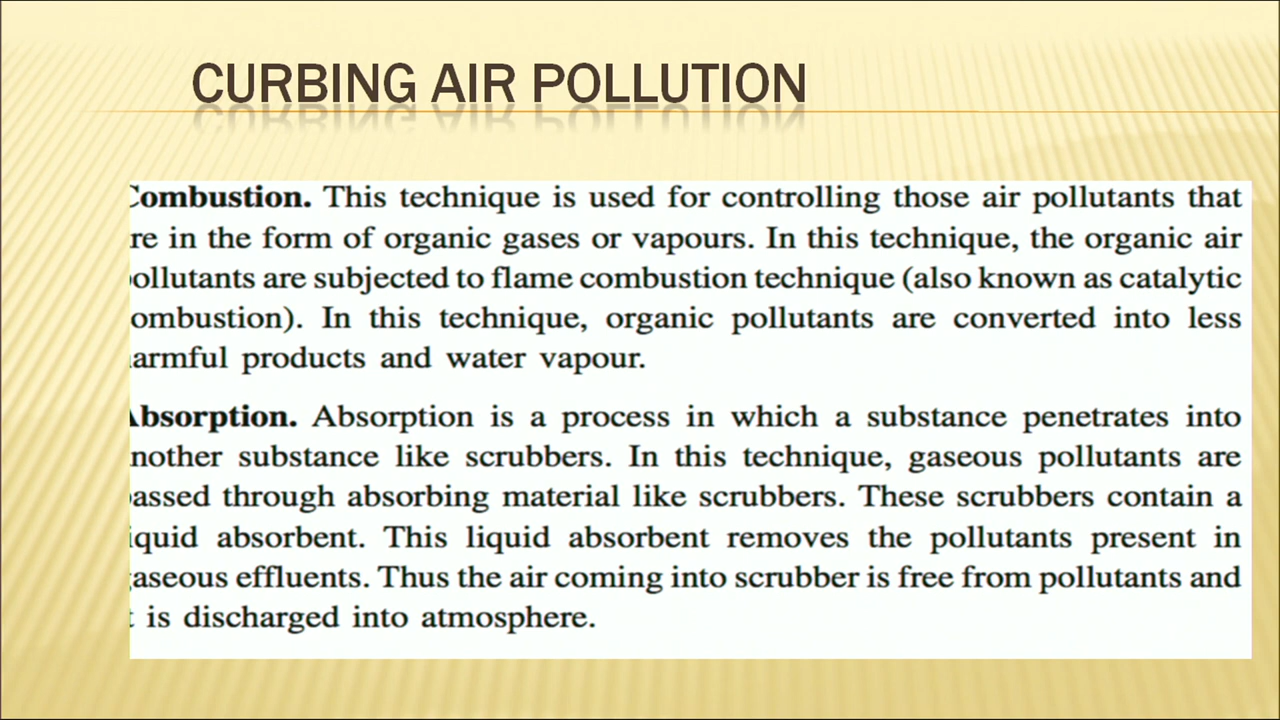 CURBING AIR POLLUTION
Combustion. This technique is used for controlling those air pollutants that
re in the form of organic gases or vapours. In this technique, the organic air
ollutants are subjected to flame combustion technique (also known as catalytic
ombustion). In this technique, organic pollutants are converted into less
armful products and water vapour.
Absorption. Absorption is a process in which a substance penetrates into
nother substance like scrubbers. In this technique, gaseous pollutants are
assed through absorbing material like scrubbers. These scrubbers contain a
iquid absorbent. This liquid absorbent removes the pollutants present in
gaseous effluents. Thus the air coming into scrubber is free from pollutants and
t is discharged into atmosphere.